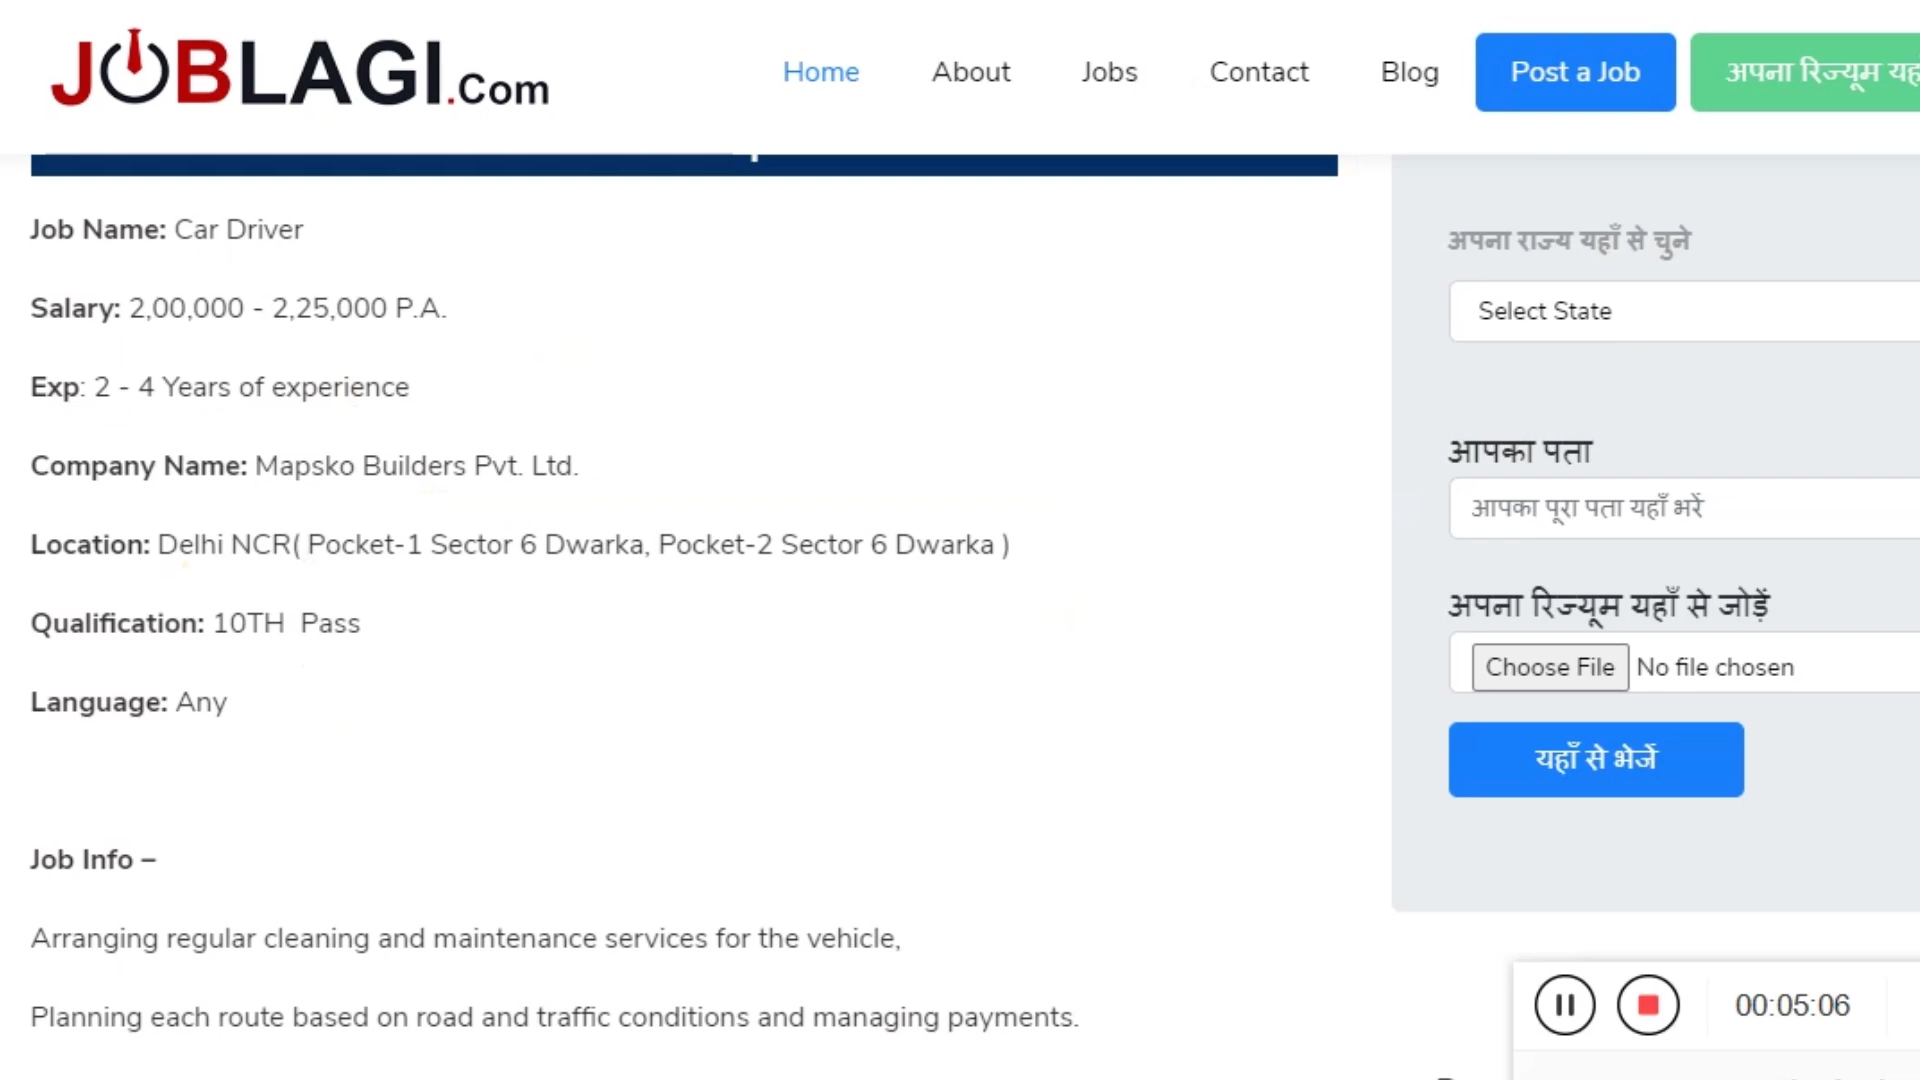 JOBLAGI.Com
Home About Jobs Contact Blog Post a Job अपना रिज्यूम
Job Name: Car Driver
Salary: 2,00,000 - 2,25,000 P.A.
Exp: 2 - 4 Years of experience
Company Name: Mapsko Builders Pvt. Ltd.
Location: Delhi NCR( Pocket-1 Sector 6 Dwarka, Pocket-2 Sector 6 Dwarka )
Qualification: 10TH  Pass
Language: Any
Job Info –
Arranging regular cleaning and maintenance services for the vehicle,
Planning each route based on road and traffic conditions and managing payments.
अपना राज्य यहाँ से चुने
Select State
आपका पता
आपका पूरा पता यहाँ भरें
अपना रिज्यूम यहाँ से जोड़ें
Choose File No file chosen
यहाँ से भेजें
00:05:06